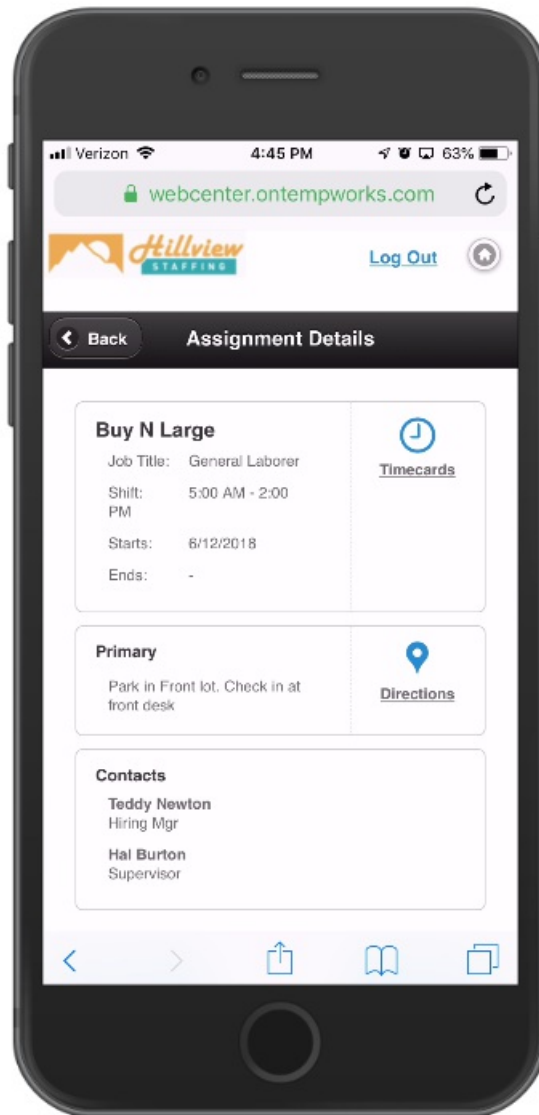 Verizon 4:45 PM 63%
webcenter.ontempworks.com
Hillview
STAFFING
Log Out
Back Assignment Details
Buy N Large
Job Title: General Laborer
Shift: 5:00 AM - 2:00
PM
Starts: 6/12/2018
Ends: -
Timecards
Primary
Park in Front lot. Check in at
front desk
Directions
Contacts
Teddy Newton
Hiring Mgr
Hal Burton
Supervisor